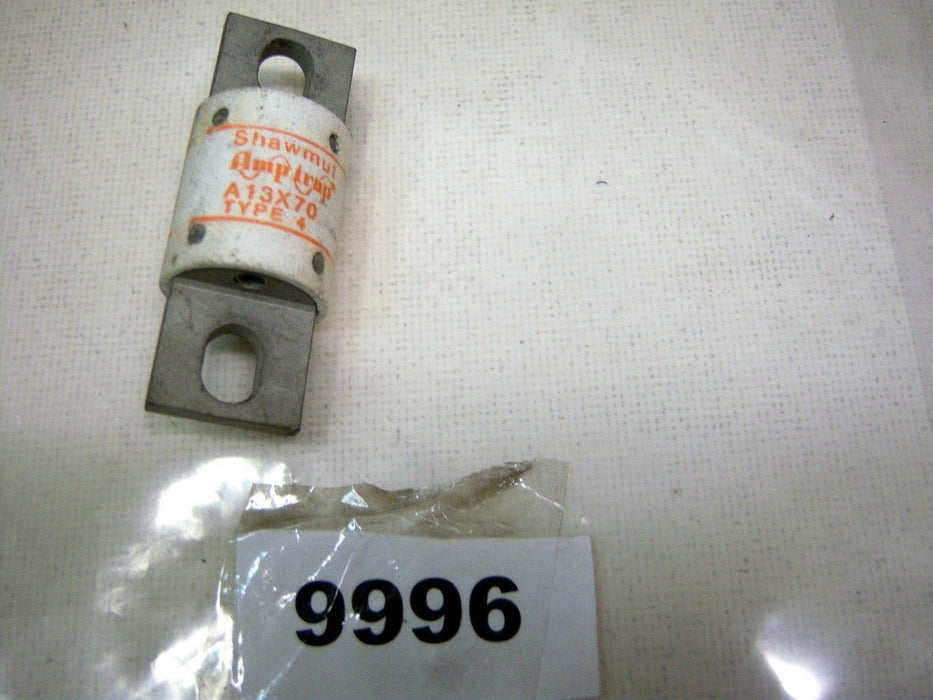 Shawmut
Amp-trap
A13X70
TYPE 4
9996